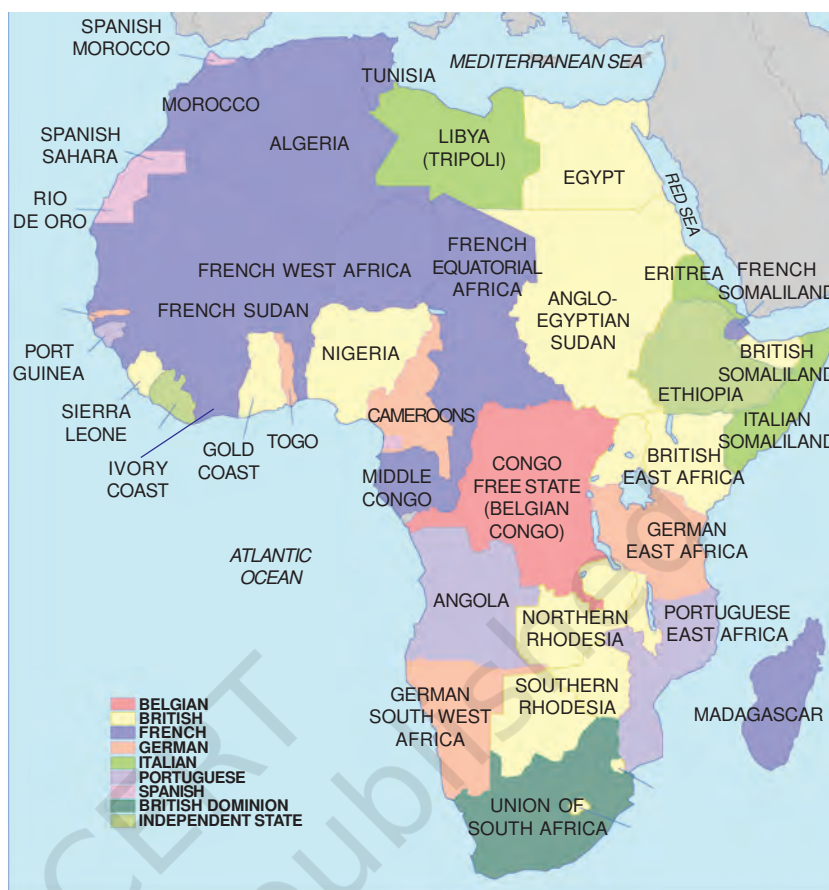 SPANISH
MOROCCO
MEDITERRANEAN SEA
TUNISIA
MOROCCO
ALGERIA
LIBYA
(TRIPOLI)
SPANISH
SAHARA
EGYPT
RIO
DE ORO
RED SEA
FRENCH WEST AFRICA
FRENCH
EQUATORIAL
AFRICA
ERITREA
FRENCH
SOMALILAND
FRENCH SUDAN
ANGLO-
EGYPTIAN
SUDAN
PORT
GUINEA
NIGERIA
BRITISH
SOMALILAND
ETHIOPIA
SIERRA
LEONE
CAMEROONS
ITALIAN
SOMALILAND
IVORY
COAST
GOLD
COAST
TOGO
BRITISH
EAST AFRICA
MIDDLE
CONGO
CONGO
FREE STATE
(BELGIAN
CONGO)
GERMAN
EAST AFRICA
ATLANTIC
OCEAN
ANGOLA
NORTHERN
RHODESIA
PORTUGUESE
EAST AFRICA
GERMAN
SOUTH WEST
AFRICA
SOUTHERN
RHODESIA
MADAGASCAR
UNION OF
SOUTH AFRICA
BELGIAN
BRITISH
FRENCH
GERMAN
ITALIAN
PORTUGUESE
SPANISH
BRITISH DOMINION
INDEPENDENT STATE